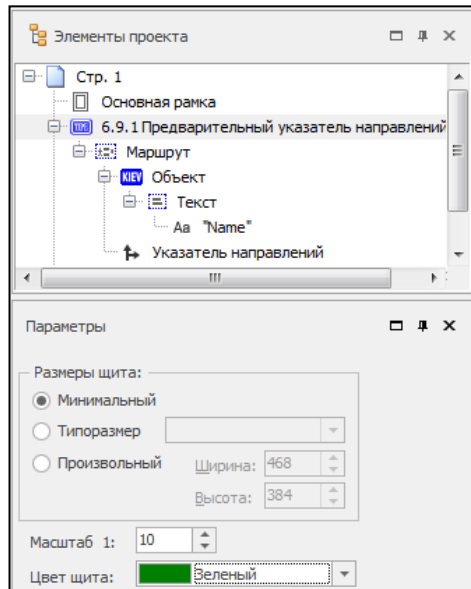 Элементы проекта
Стр. 1
Основная рамка
6.9.1 Предварительный указатель направлений
Маршрут
KIEV Объект
Текст
Aa "Name"
Указатель направлений
Параметры
Размеры щита:
Минимальный
Типоразмер
Произвольный Ширина: 468
Высота: 384
Масштаб 1: 10
Цвет щита: Зеленый